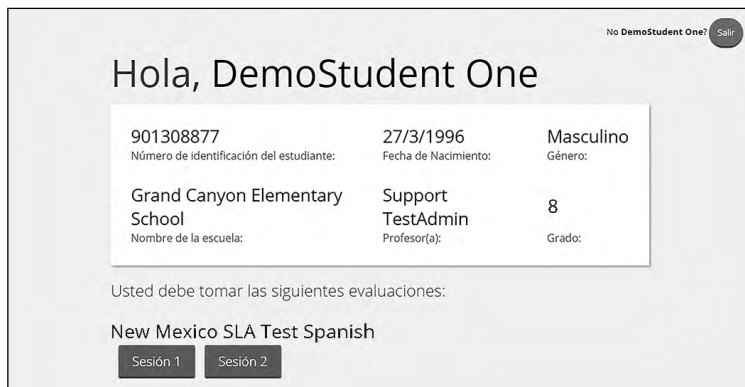 No DemoStudent One? Salir
Hola, DemoStudent One
901308877 27/3/1996 Masculino
Número de identificación del estudiante: Fecha de Nacimiento: Género:
Grand Canyon Elementary Support
School TestAdmin 8
Nombre de la escuela: Profesor(a): Grado:
Usted debe tomar las siguientes evaluaciones:
New Mexico SLA Test Spanish
Sesión 1 Sesión 2